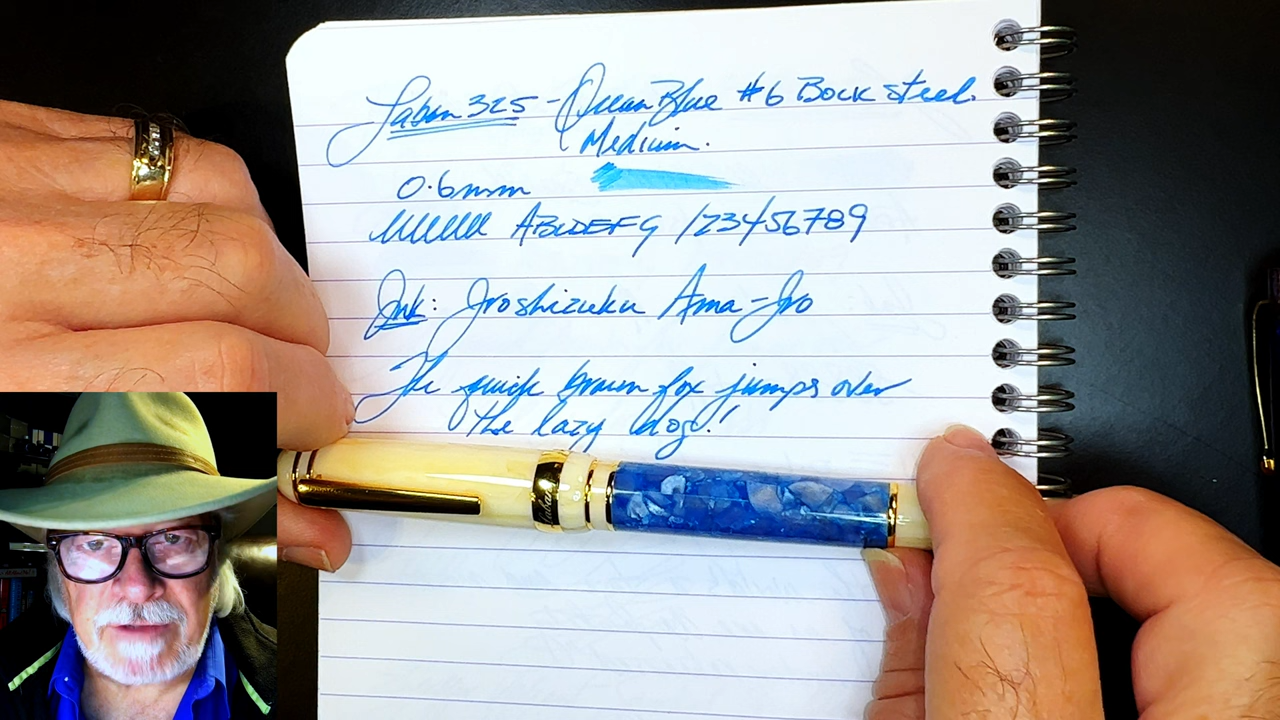 Laban 325 - Ocean Blue #6 Bock steel.
Medium.
0.6mm
ABCDEFG 123456789
Ink: Iroshizuku Ama-Iro
The quick brown fox jumps over
the lazy dog!
Laban